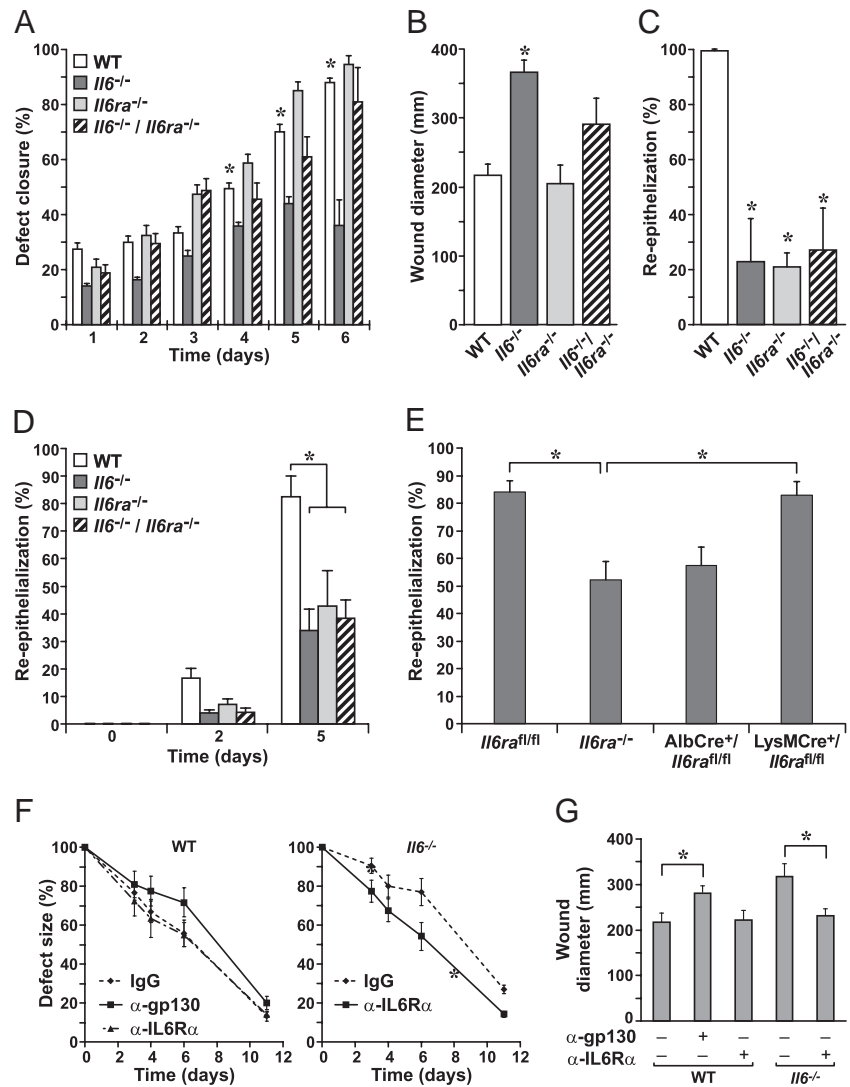 A
WT
Il6-/-
Il6ra-/-
Il6-/- / Il6ra-/-
Defect closure (%)
100
80
60
40
20
0
* * *
1 2 3 4 5 6
Time (days)
B
Wound diameter (mm)
400
300
200
100
0
*
WT
Il6-/-
Il6ra-/-
Il6-/-/
Il6ra-/-
C
Re-epithelization (%)
100
80
60
40
20
0
* * *
WT
Il6-/-
Il6ra-/-
Il6-/-/
Il6ra-/-
D
WT
Il6-/-
Il6ra-/-
Il6-/- / Il6ra-/-
Re-epithelialization (%)
100
90
80
70
60
50
40
30
20
10
0
*
0 2 5
Time (days)
E
Re-epithelialization (%)
100
90
80
70
60
50
40
30
20
10
0
* *
Il6rafl/fl
Il6ra-/-
AlbCre+/
Il6rafl/fl
LysMCre+/
Il6rafl/fl
F
WT
Defect size (%)
100
80
60
40
20
0
IgG
α-gp130
α-IL6Rα
0 2 4 6 8 10 12
Time (days)
Il6-/-
100
80
60
40
20
0
*
*
IgG
α-IL6Rα
0 2 4 6 8 10 12
Time (days)
G
Wound
diameter (mm)
400
300
200
200
0
* *
α-gp130 – + – – –
α-IL6Rα – – + – +
WT Il6-/-